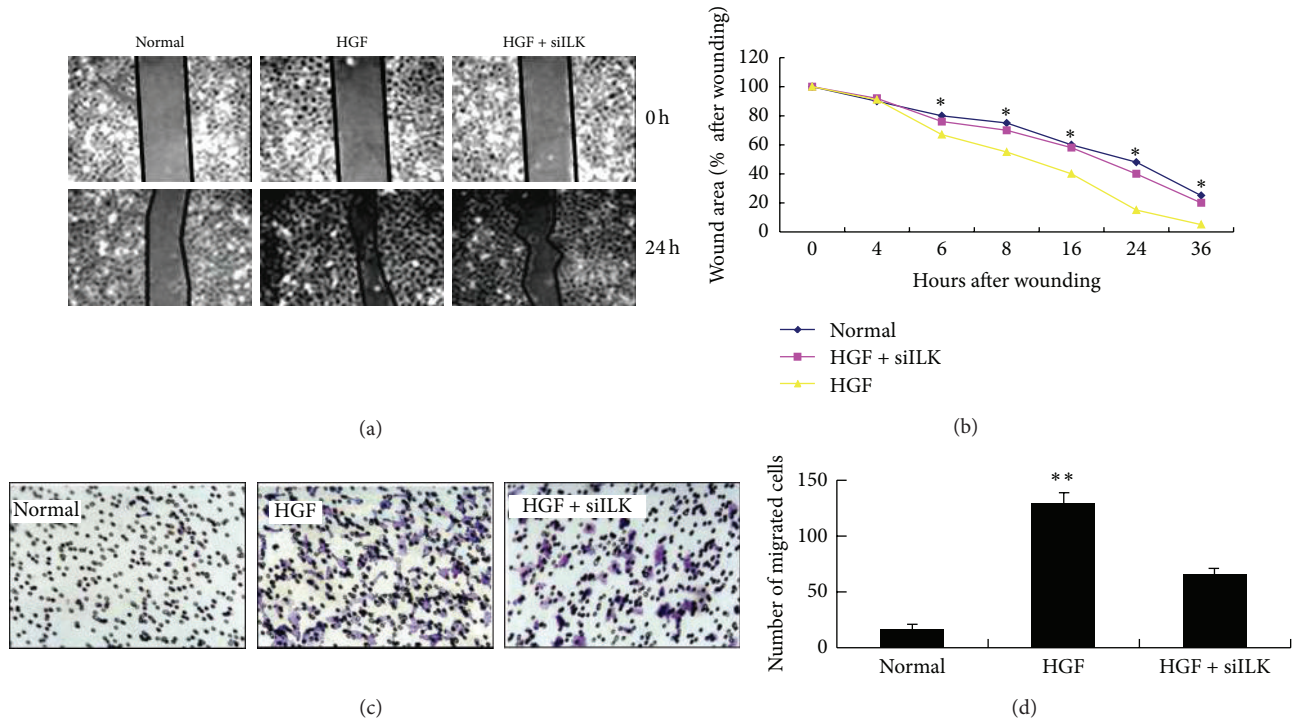 Normal HGF HGF + siILK
0 h
24 h
(a)
Wound area (% after wounding)
120
100
80
60
40
20
0
* * * * *
0 4 6 8 16 24 36
Hours after wounding
Normal
HGF + siILK
HGF
(b)
Normal HGF HGF + siILK
(c)
Number of migrated cells
150
100
50
0
**
Normal HGF HGF + siILK
(d)